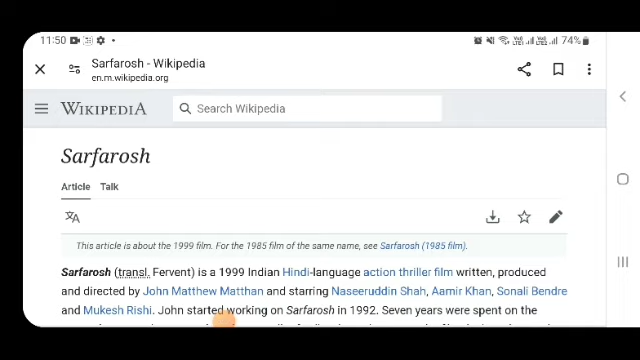 11:50 74%
Sarfarosh - Wikipedia
en.m.wikipedia.org
WIKIPEDIA Search Wikipedia
Sarfarosh
Article Talk
This article is about the 1999 film. For the 1985 film of the same name, see Sarfarosh (1985 film).
Sarfarosh (transl. Fervent) is a 1999 Indian Hindi-language action thriller film written, produced
and directed by John Matthew Matthan and starring Naseeruddin Shah, Aamir Khan, Sonali Bendre
and Mukesh Rishi. John started working on Sarfarosh in 1992. Seven years were spent on the